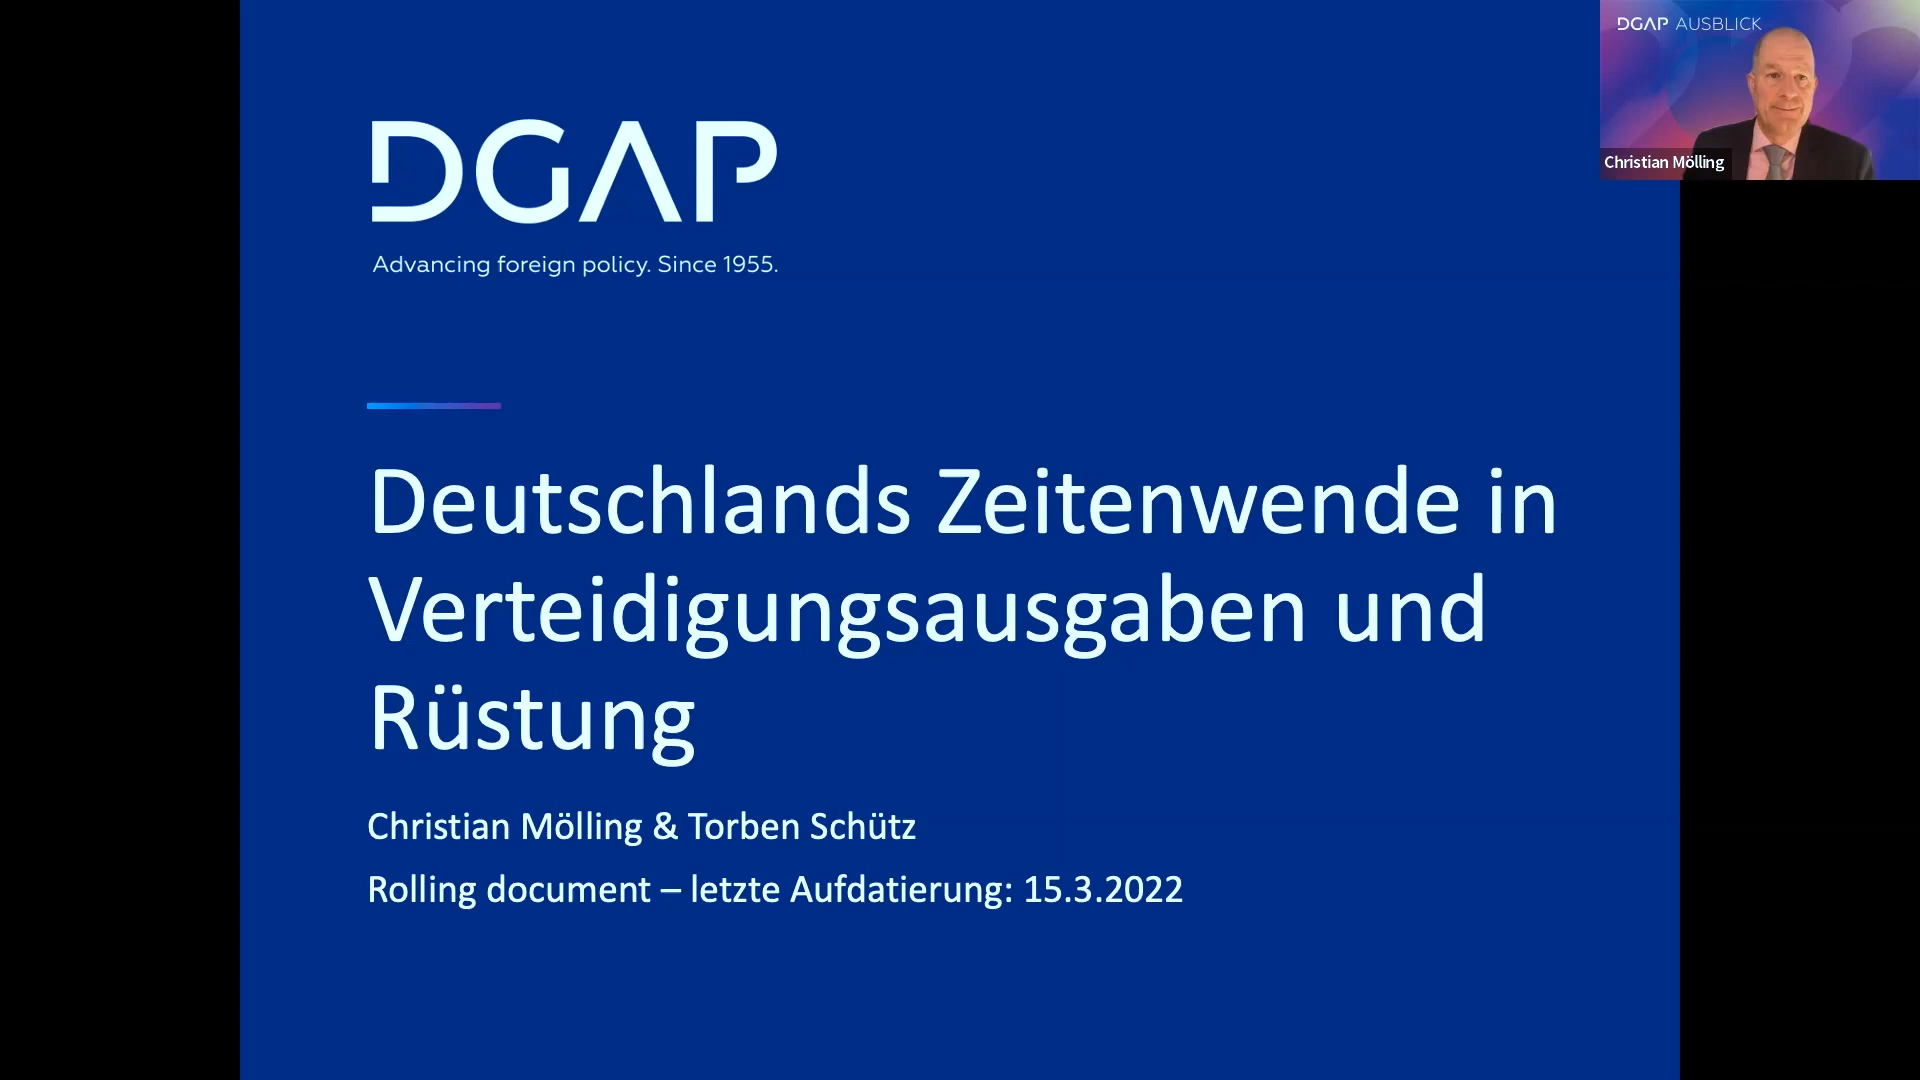 DGAP
Advancing foreign policy. Since 1955.
Deutschlands Zeitenwende in
Verteidigungsausgaben und
Rüstung
Christian Mölling & Torben Schütz
Rolling document – letzte Aufdatierung: 15.3.2022
DGAP AUSBLICK
Christian Mölling